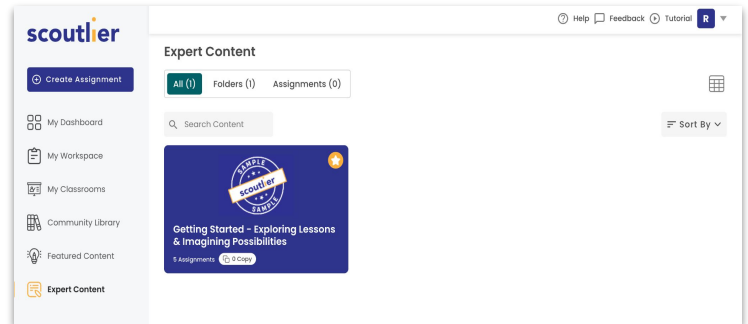 scoutlier
Help Feedback Tutorial R
Create Assignment
My Dashboard
My Workspace
My Classrooms
Community Library
Featured Content
Expert Content
Expert Content
All (1) Folders (1) Assignments (0)
Search Content
Sort By
SAMPLE
scoutlier
SAMPLE
Getting Started - Exploring Lessons
& Imagining Possibilities
5 Assignments 0 Copy